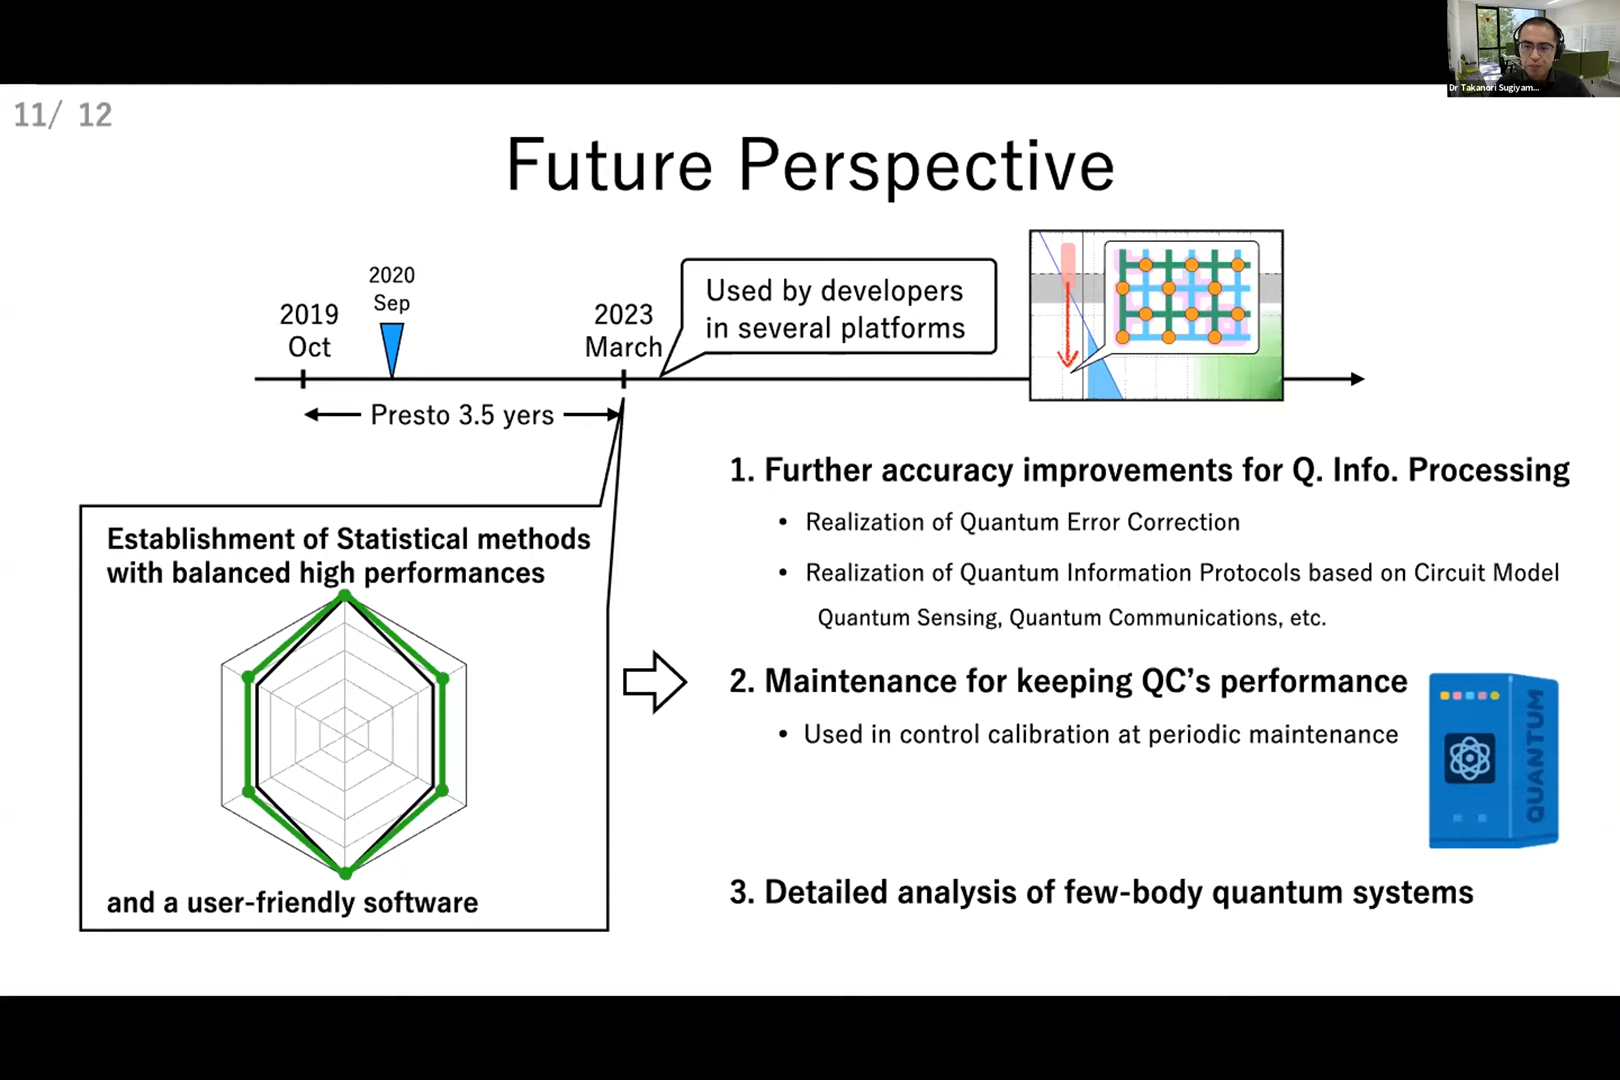 Dr Takanori Sugiyam...
11/ 12
Future Perspective
2019
Oct
2020
Sep
2023
March
Used by developers
in several platforms
Presto 3.5 yers
Establishment of Statistical methods
with balanced high performances
and a user-friendly software
1. Further accuracy improvements for Q. Info. Processing
• Realization of Quantum Error Correction
• Realization of Quantum Information Protocols based on Circuit Model
Quantum Sensing, Quantum Communications, etc.
2. Maintenance for keeping QC's performance
• Used in control calibration at periodic maintenance
QUANTUM
3. Detailed analysis of few-body quantum systems